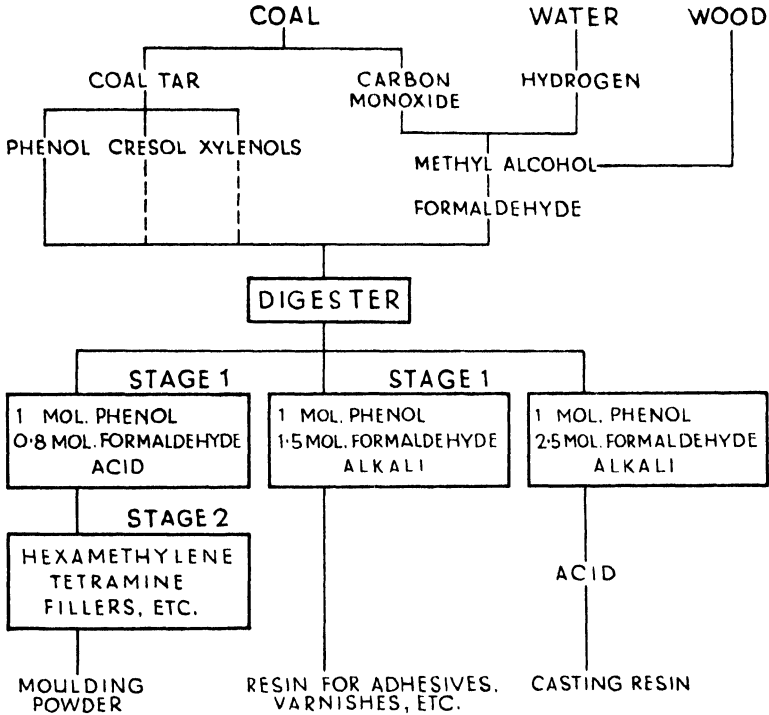 COAL WATER WOOD
COAL TAR CARBON MONOXIDE HYDROGEN
PHENOL CRESOL XYLENOLS METHYL ALCOHOL
FORMALDEHYDE
DIGESTER
STAGE 1
1 MOL. PHENOL
0·8 MOL. FORMALDEHYDE
ACID
STAGE 1
1 MOL. PHENOL
1·5 MOL. FORMALDEHYDE
ALKALI
1 MOL. PHENOL
2·5 MOL. FORMALDEHYDE
ALKALI
STAGE 2
HEXAMETHYLENE
TETRAMINE
FILLERS, ETC.
ACID
MOULDING
POWDER
RESIN FOR ADHESIVES,
VARNISHES, ETC.
CASTING RESIN